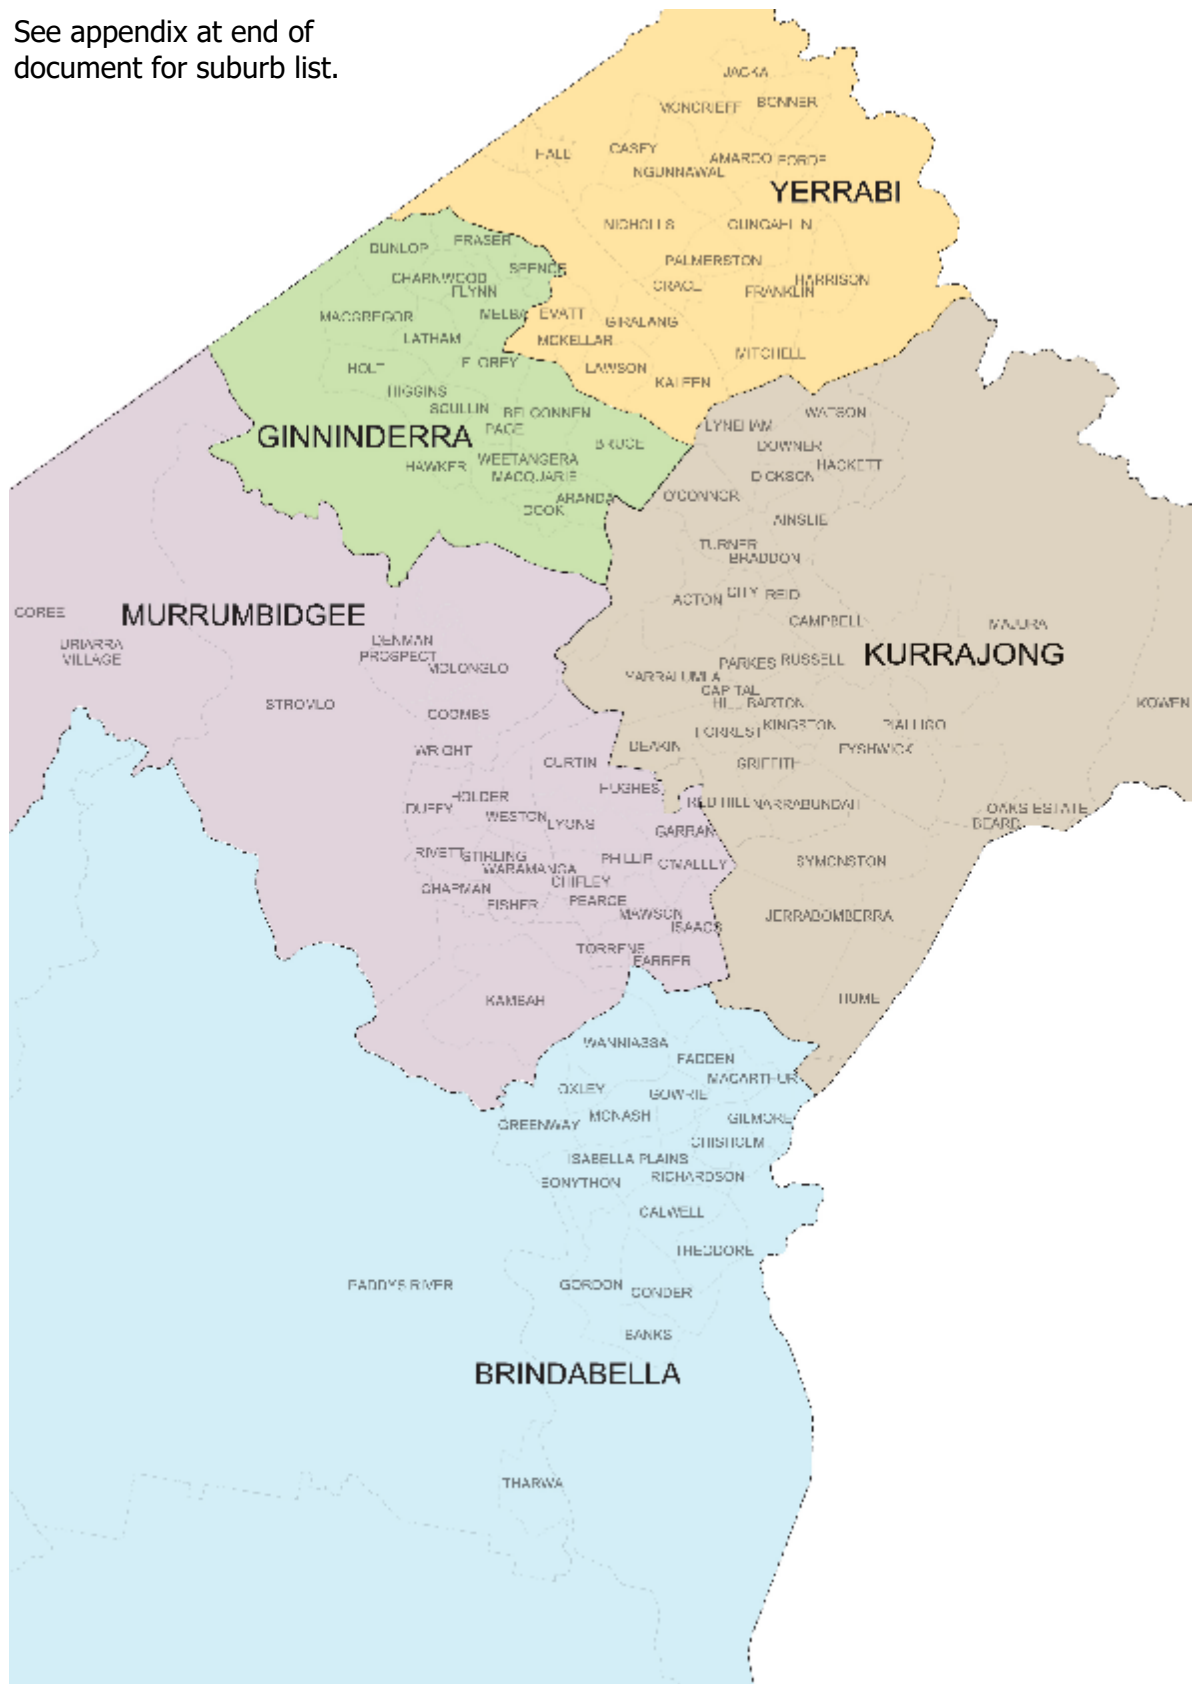 See appendix at end of
document for suburb list.
JACKA
MONCRIEFF
BONNER
HALL
CASEY
AMAROO
FORDE
NGUNNAWAL
YERRABI
NICHOLLS
GUNGAHLIN
PALMERSTON
CRACE
HARRISON
FRANKLIN
DUNLOP
FRASER
SPENCE
CHARNWOOD
FLYNN
MACGREGOR
MELBA
EVATT
GIRALANG
LATHAM
MCKELLAR
MITCHELL
HOLT
FLOREY
LAWSON
KALEEN
HIGGINS
SCULLIN
BELCONNEN
PAGE
GINNINDERRA
BRUCE
HAWKER
WEETANGERA
MACQUARIE
ARANDA
COOK
LYNEHAM
WATSON
DOWNER
HACKETT
DICKSON
O'CONNOR
AINSLIE
TURNER
BRADDON
ACTON
CITY
REID
CAMPBELL
MAJURA
KURRAJONG
COREE
MURRUMBIDGEE
URIARRA
VILLAGE
DENMAN
PROSPECT
MOLONGLO
STROMLO
COOMBS
WRIGHT
PARKES
RUSSELL
YARRALUMLA
CAPITAL
HILL
BARTON
KOWEN
FORREST
KINGSTON
PIALLIGO
DEAKIN
FYSHWICK
GRIFFITH
CURTIN
HUGHES
RED HILL
NARRABUNDAH
OAKS ESTATE
BEARD
HOLDER
DUFFY
WESTON
LYONS
GARRAN
RIVETT
STIRLING
WARAMANGA
PHILLIP
O'MALLEY
SYMONSTON
CHAPMAN
CHIFLEY
FISHER
PEARCE
MAWSON
ISAACS
JERRABOMBERRA
TORRENS
FARRER
KAMBAH
HUME
WANNIASSA
FADDEN
MACARTHUR
OXLEY
GOWRIE
GREENWAY
MONASH
GILMORE
CHISHOLM
ISABELLA PLAINS
BONYTHON
RICHARDSON
CALWELL
THEODORE
PADDYS RIVER
GORDON
CONDER
BANKS
BRINDABELLA
THARWA